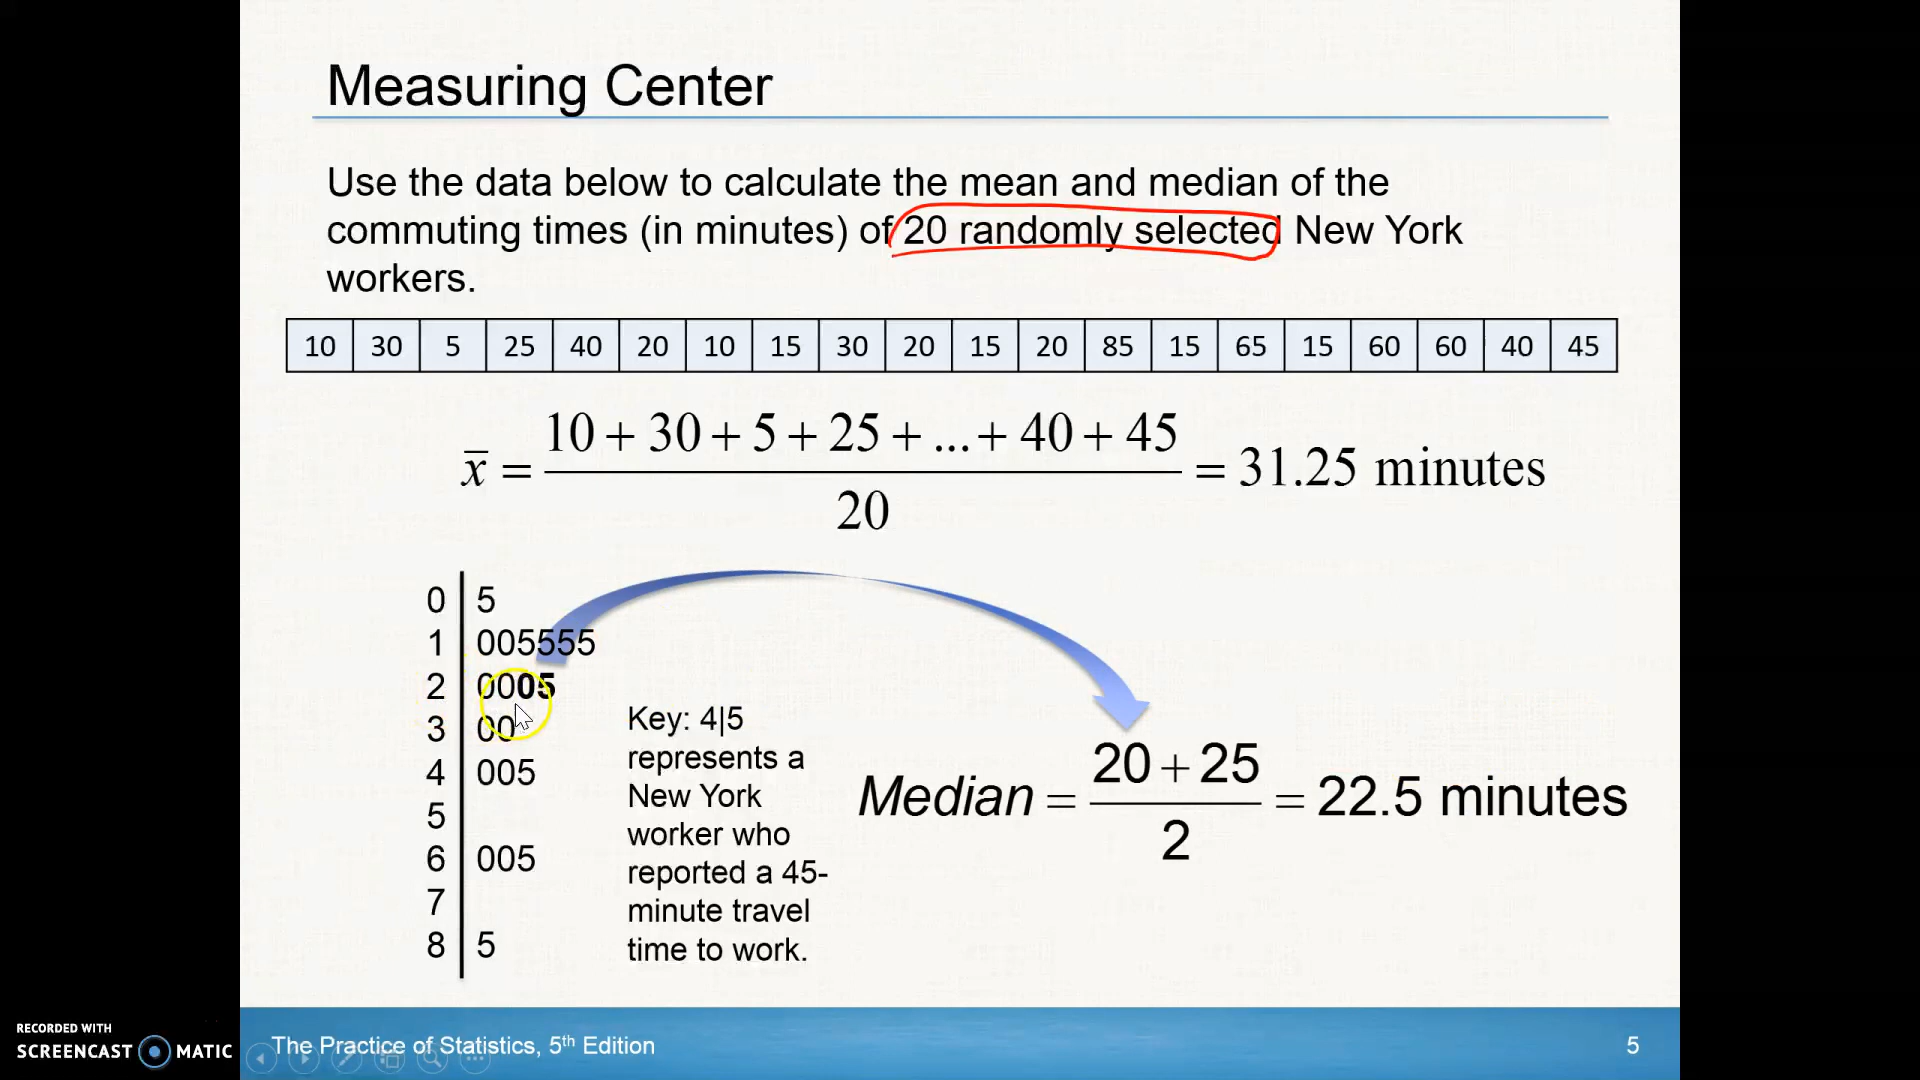 Measuring Center
Use the data below to calculate the mean and median of the
commuting times (in minutes) of 20 randomly selected New York
workers.
10 30 5 25 40 20 10 15 30 20 15 20 85 15 65 15 60 60 40 45
10 + 30 + 5 + 25 + ... + 40 + 45
x̄ = = 31.25 minutes
20
0 5
1 005555
2 0005
3 00
4 005
5
6 005
7
8 5
Key: 4|5
represents a
New York
worker who
reported a 45-
minute travel
time to work.
20 + 25
Median = = 22.5 minutes
2
RECORDED WITH
SCREENCAST MATIC
The Practice of Statistics, 5th Edition
5